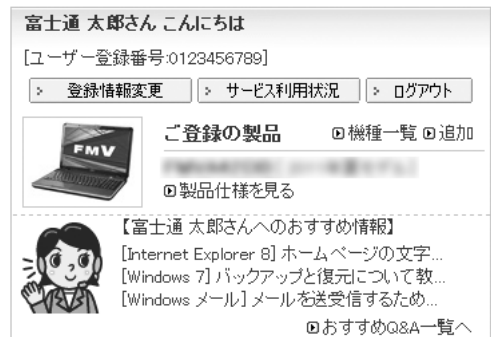 富士通 太郎さん こんにちは
[ユーザー登録番号:0123456789]
登録情報変更 サービス利用状況 ログアウト
ご登録の製品 機種一覧 追加
FMV
製品仕様を見る
【富士通 太郎さんへのおすすめ情報】
[Internet Explorer 8] ホームページの文字...
[Windows 7] バックアップと復元について教...
[Windows メール] メールを送受信するため...
おすすめQ&A一覧へ